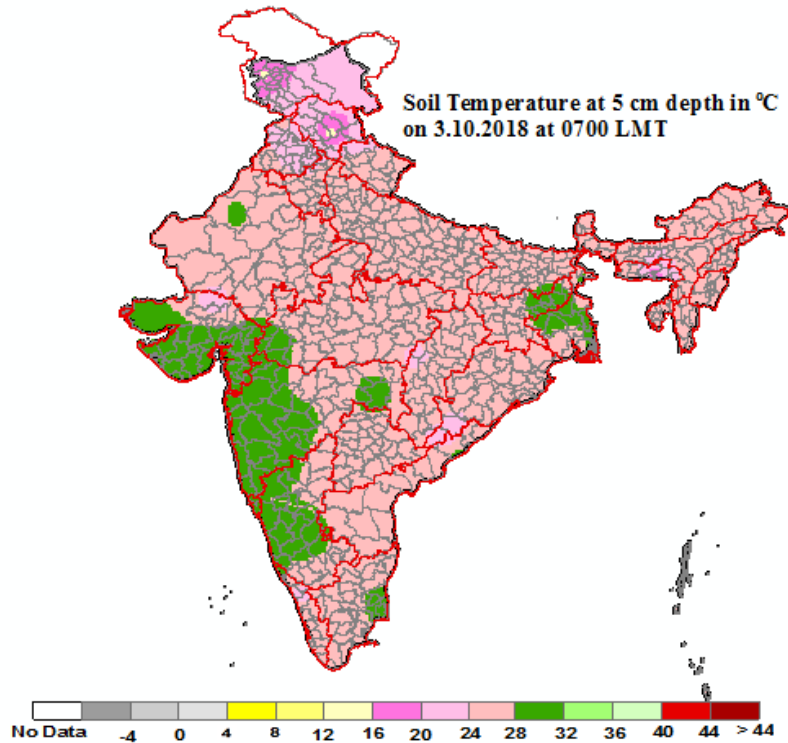 Soil Temperature at 5 cm depth in °C
on 3.10.2018 at 0700 LMT
No Data -4 0 4 8 12 16 20 24 28 32 36 40 44 > 44